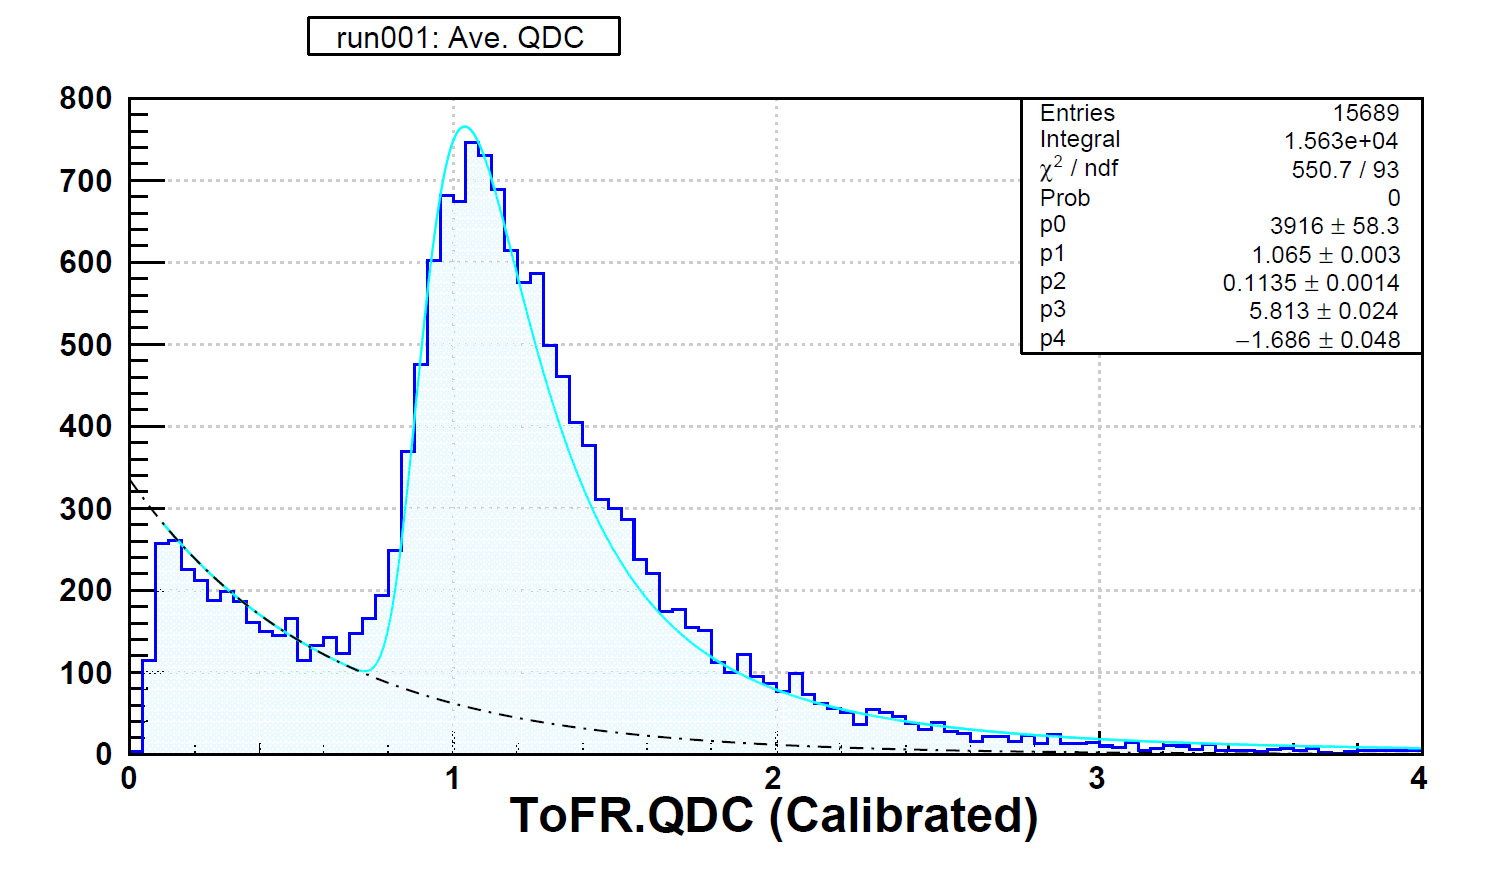 run001: Ave. QDC
800
700
600
500
400
300
200
100
0
Entries 15689
Integral 1.563e+04
χ² / ndf 550.7 / 93
Prob 0
p0 3916 ± 58.3
p1 1.065 ± 0.003
p2 0.1135 ± 0.0014
p3 5.813 ± 0.024
p4 −1.686 ± 0.048
0 1 2 3 4
ToFR.QDC (Calibrated)